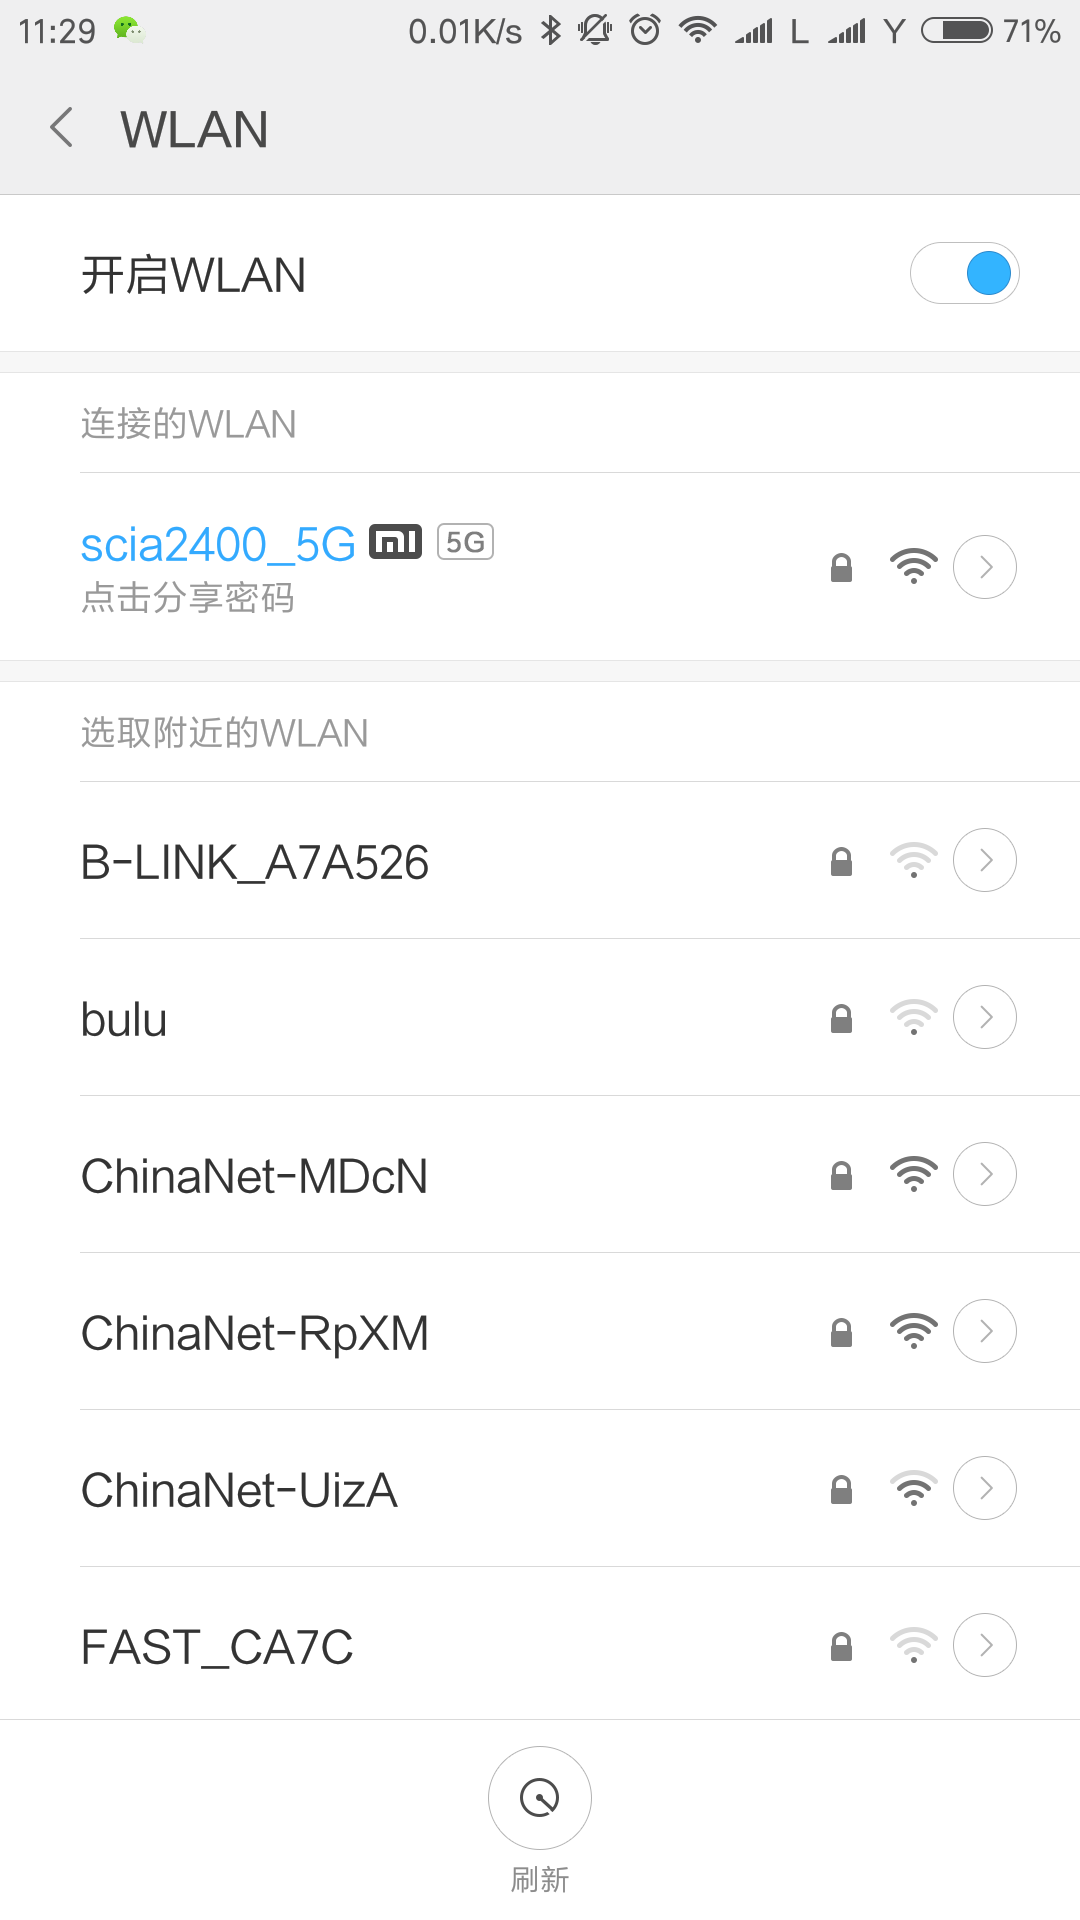 11:29 0.01K/s L Y 71%
WLAN
开启WLAN
连接的WLAN
scia2400_5G MI 5G
点击分享密码
选取附近的WLAN
B-LINK_A7A526
bulu
ChinaNet-MDcN
ChinaNet-RpXM
ChinaNet-UizA
FAST_CA7C
刷新